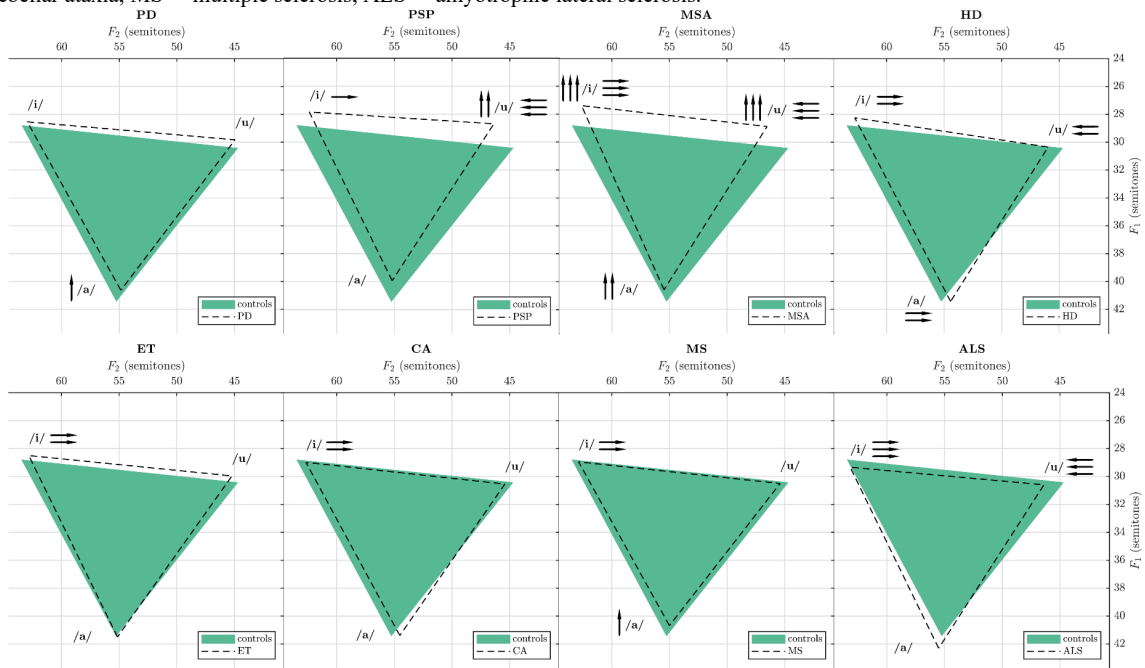 ataxia, MS = multiple sclerosis, ALS = amyotrophic lateral sclerosis.
PD
F₂ (semitones)
60 55 50 45
/i/
/u/
/a/
controls
PD
PSP
F₂ (semitones)
60 55 50 45
/i/
/u/
/a/
controls
PSP
MSA
F₂ (semitones)
60 55 50 45
/i/
/u/
/a/
controls
MSA
HD
F₂ (semitones)
60 55 50 45
/i/
/u/
/a/
controls
HD
24
26
28
30
32
34
36
38
40
42
F₁ (semitones)
ET
F₂ (semitones)
60 55 50 45
/i/
/u/
/a/
controls
ET
CA
F₂ (semitones)
60 55 50 45
/i/
/u/
/a/
controls
CA
MS
F₂ (semitones)
60 55 50 45
/i/
/u/
/a/
controls
MS
ALS
F₂ (semitones)
60 55 50 45
/i/
/u/
/a/
controls
ALS
24
26
28
30
32
34
36
38
40
42
F₁ (semitones)